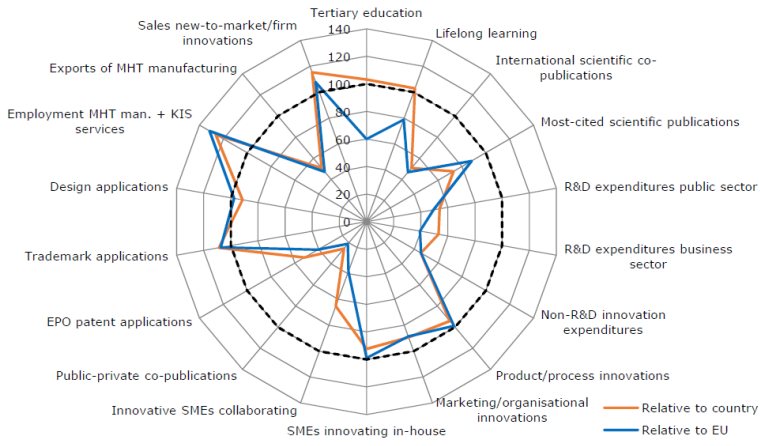 Tertiary education
Sales new-to-market/firm
innovations
Lifelong learning
Exports of MHT manufacturing
International scientific co-
publications
Employment MHT man. + KIS
services
Most-cited scientific publications
Design applications
R&D expenditures public sector
Trademark applications
R&D expenditures business
sector
EPO patent applications
Non-R&D innovation
expenditures
Public-private co-publications
Product/process innovations
Innovative SMEs collaborating
Marketing/organisational
innovations
SMEs innovating in-house
140
120
100
80
60
40
20
0
Relative to country
Relative to EU